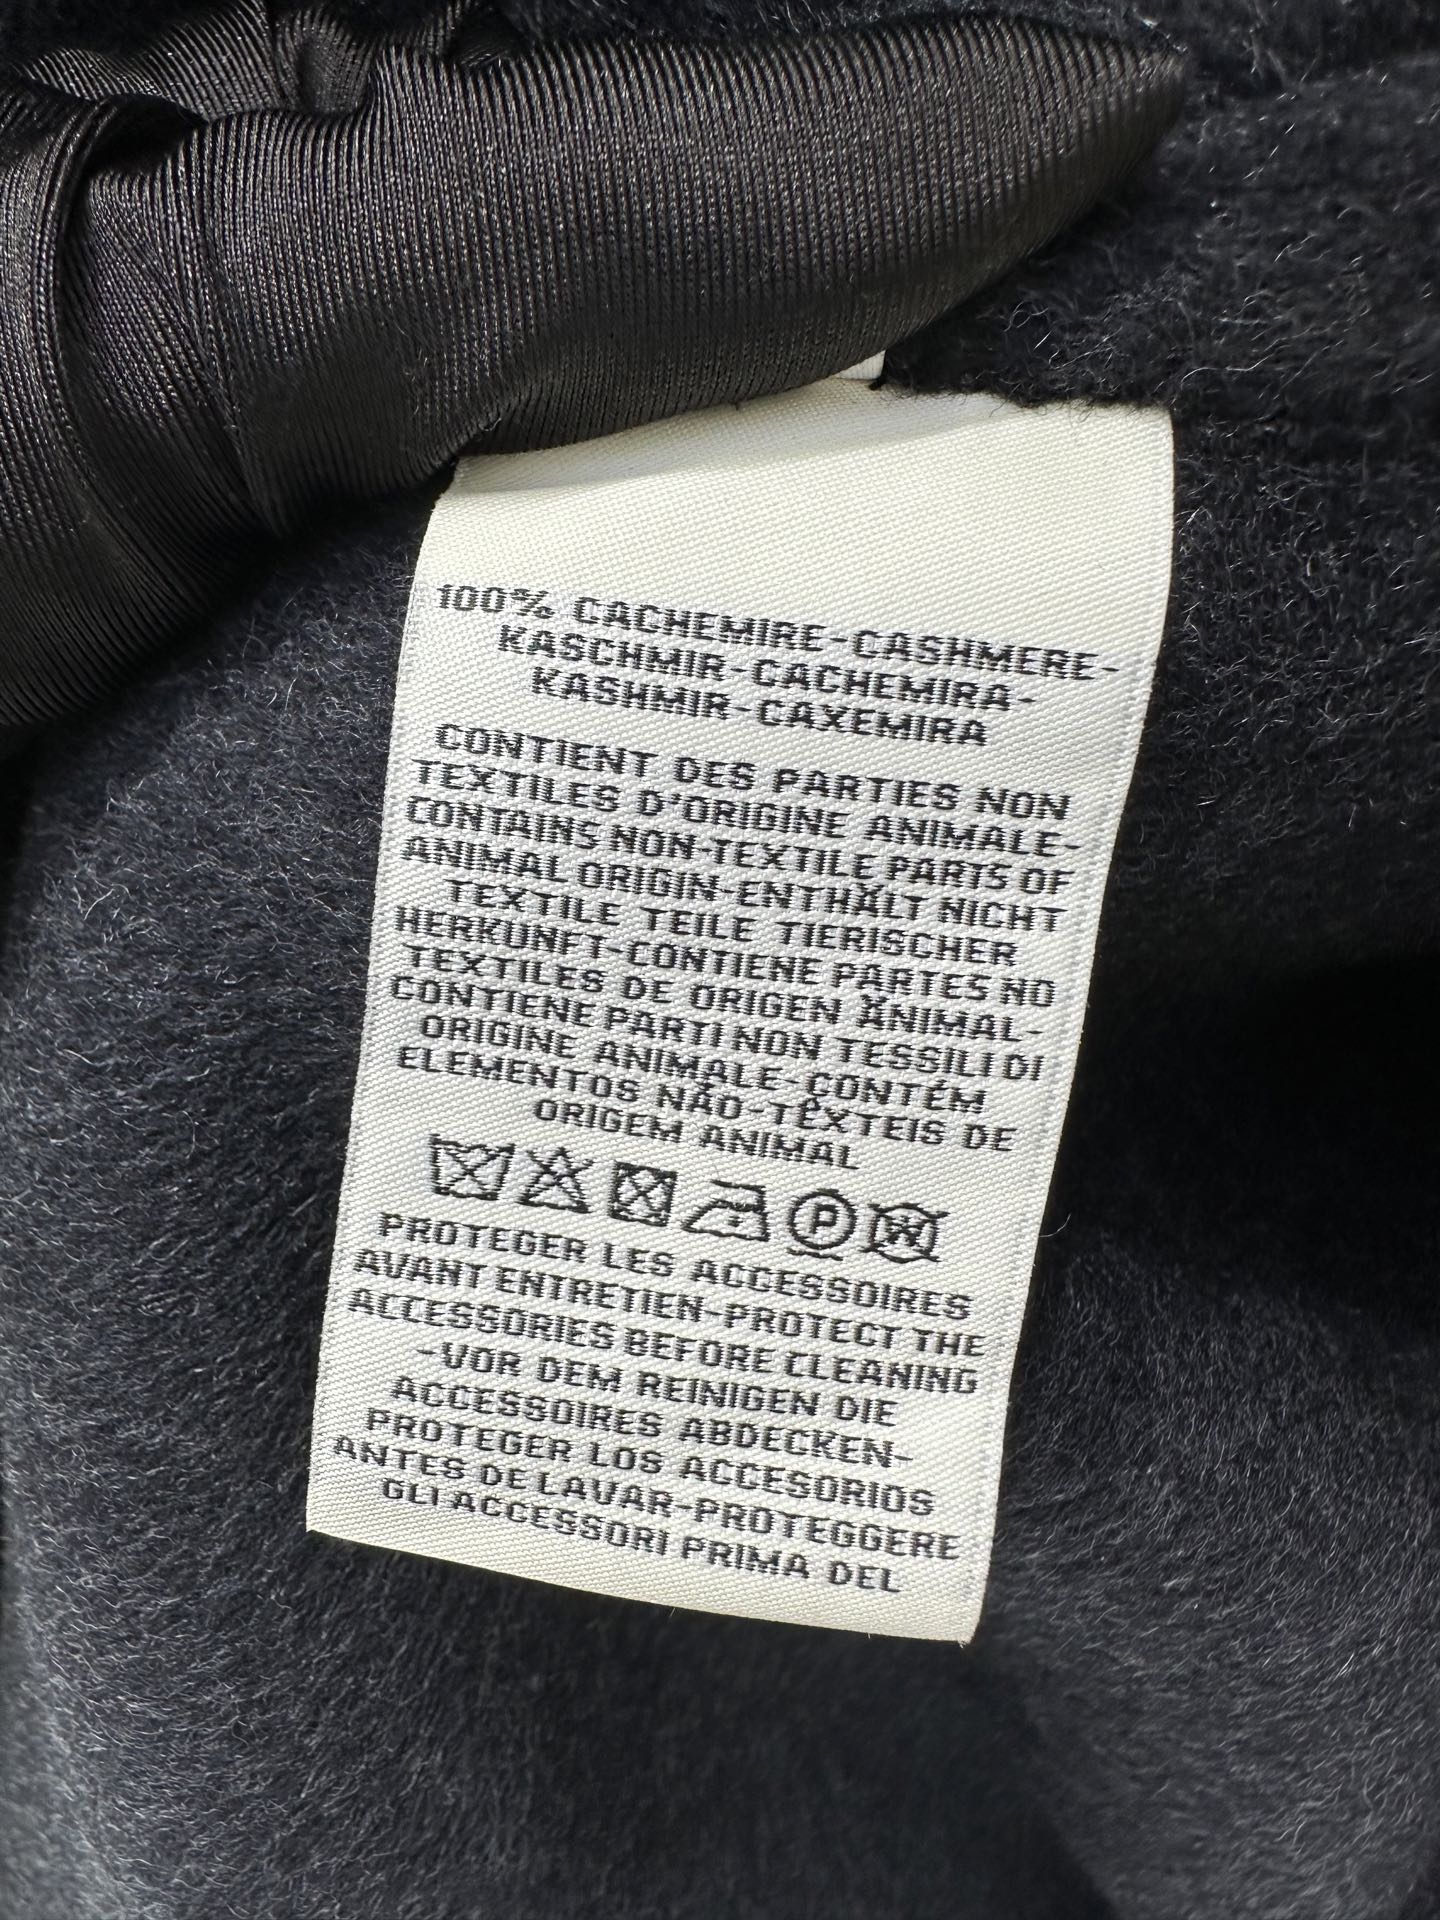 100% CACHEMIRE-CASHMERE-
KASCHMIR-CACHEMIRA-
KASHMIR-CAXEMIRA
CONTIENT DES PARTIES NON
TEXTILES D'ORIGINE ANIMALE-
CONTAINS NON-TEXTILE PARTS OF
ANIMAL ORIGIN-ENTHÄLT NICHT
TEXTILE TEILE TIERISCHER
HERKUNFT-CONTIENE PARTES NO
TEXTILES DE ORIGEN ÄNIMAL-
CONTIENE PARTI NON TESSILI DI
ORIGINE ANIMALE-CONTÉM
ELEMENTOS NÃO-TÊXTEIS DE
ORIGEM ANIMAL
P W
PROTEGER LES ACCESSOIRES
AVANT ENTRETIEN-PROTECT THE
ACCESSORIES BEFORE CLEANING
-VOR DEM REINIGEN DIE
ACCESSOIRES ABDECKEN-
PROTEGER LOS ACCESORIOS
ANTES DE LAVAR-PROTEGGERE
GLI ACCESSORI PRIMA DEL